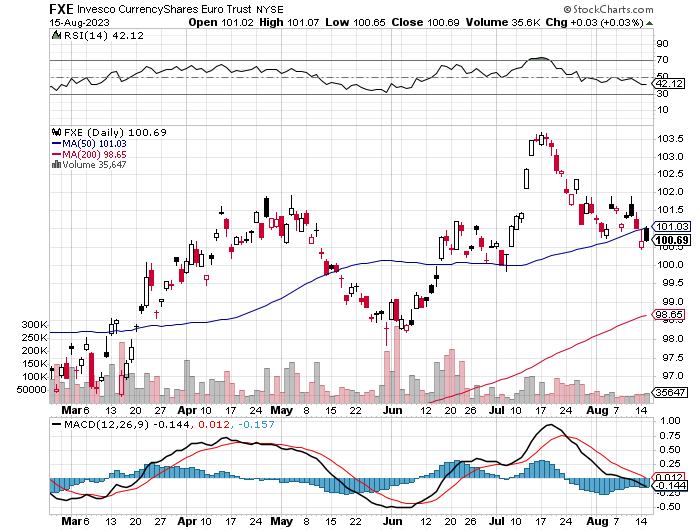 FXE Invesco CurrencyShares Euro Trust NYSE © StockCharts.com
15-Aug-2023 Open 101.02 High 101.07 Low 100.65 Close 100.69 Volume 35.6K Chg +0.03 (+0.03%)
RSI(14) 42.12
90
70
50
42.12
30
10
FXE (Daily) 100.69
MA(50) 101.03
MA(200) 98.65
Volume 35,647
103.5
103.0
102.5
102.0
101.5
101.03
100.69
100.0
99.5
99.0
98.65
98.0
97.5
97.0
35647
300K
250K
200K
150K
100K
50000
Mar 6 13 20 27 Apr 10 17 24 May 8 15 22 Jun 12 20 26 Jul 10 17 24 Aug 7 14
MACD(12,26,9) -0.144, 0.012, -0.157
1.00
0.75
0.50
0.25
0.012
-0.144
-0.25
-0.50
Mar 6 13 20 27 Apr 10 17 24 May 8 15 22 Jun 12 20 26 Jul 10 17 24 Aug 7 14